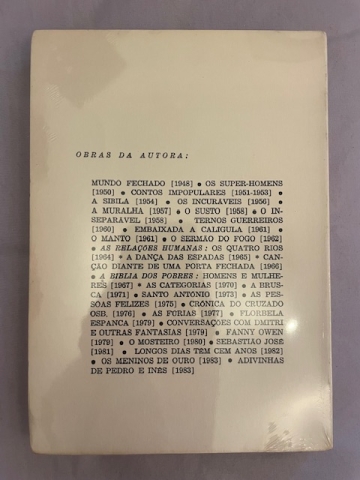 OBRAS DA AUTORA:
MUNDO FECHADO [1948] ● OS SUPER-HOMENS
[1950] ● CONTOS IMPOPULARES [1951-1953] ●
A SIBILA [1954] ● OS INCURÁVEIS [1956] ●
A MURALHA [1957] ● O SUSTO [1958] ● O IN-
SEPARÁVEL [1958] ● TERNOS GUERREIROS
[1960] ● EMBAIXADA A CALIGULA [1961] ●
O MANTO [1961] ● O SERMÃO DO FOGO [1962]
● AS RELAÇÕES HUMANAS: OS QUATRO RIOS
[1964] ● A DANÇA DAS ESPADAS [1965] ● CAN-
ÇÃO DIANTE DE UMA PORTA FECHADA [1966]
● A BIBLIA DOS POBRES: HOMENS E MULHE-
RES [1967] ● AS CATEGORIAS [1970] ● A BRUS-
CA [1971] ● SANTO ANTÓNIO [1973] ● AS PES-
SOAS FELIZES [1975] ● CRÓNICA DO CRUZADO
OSB. [1976] ● AS FÚRIAS [1977] ● FLORBELA
ESPANCA [1979] ● CONVERSAÇÕES COM DMITRI
E OUTRAS FANTASIAS [1979] ● FANNY OWEN
[1979] ● O MOSTEIRO [1980] ● SEBASTIÃO JOSÉ
[1981] ● LONGOS DIAS TÊM CEM ANOS [1982]
● OS MENINOS DE OURO [1983] ● ADIVINHAS
DE PEDRO E INÊS [1983]